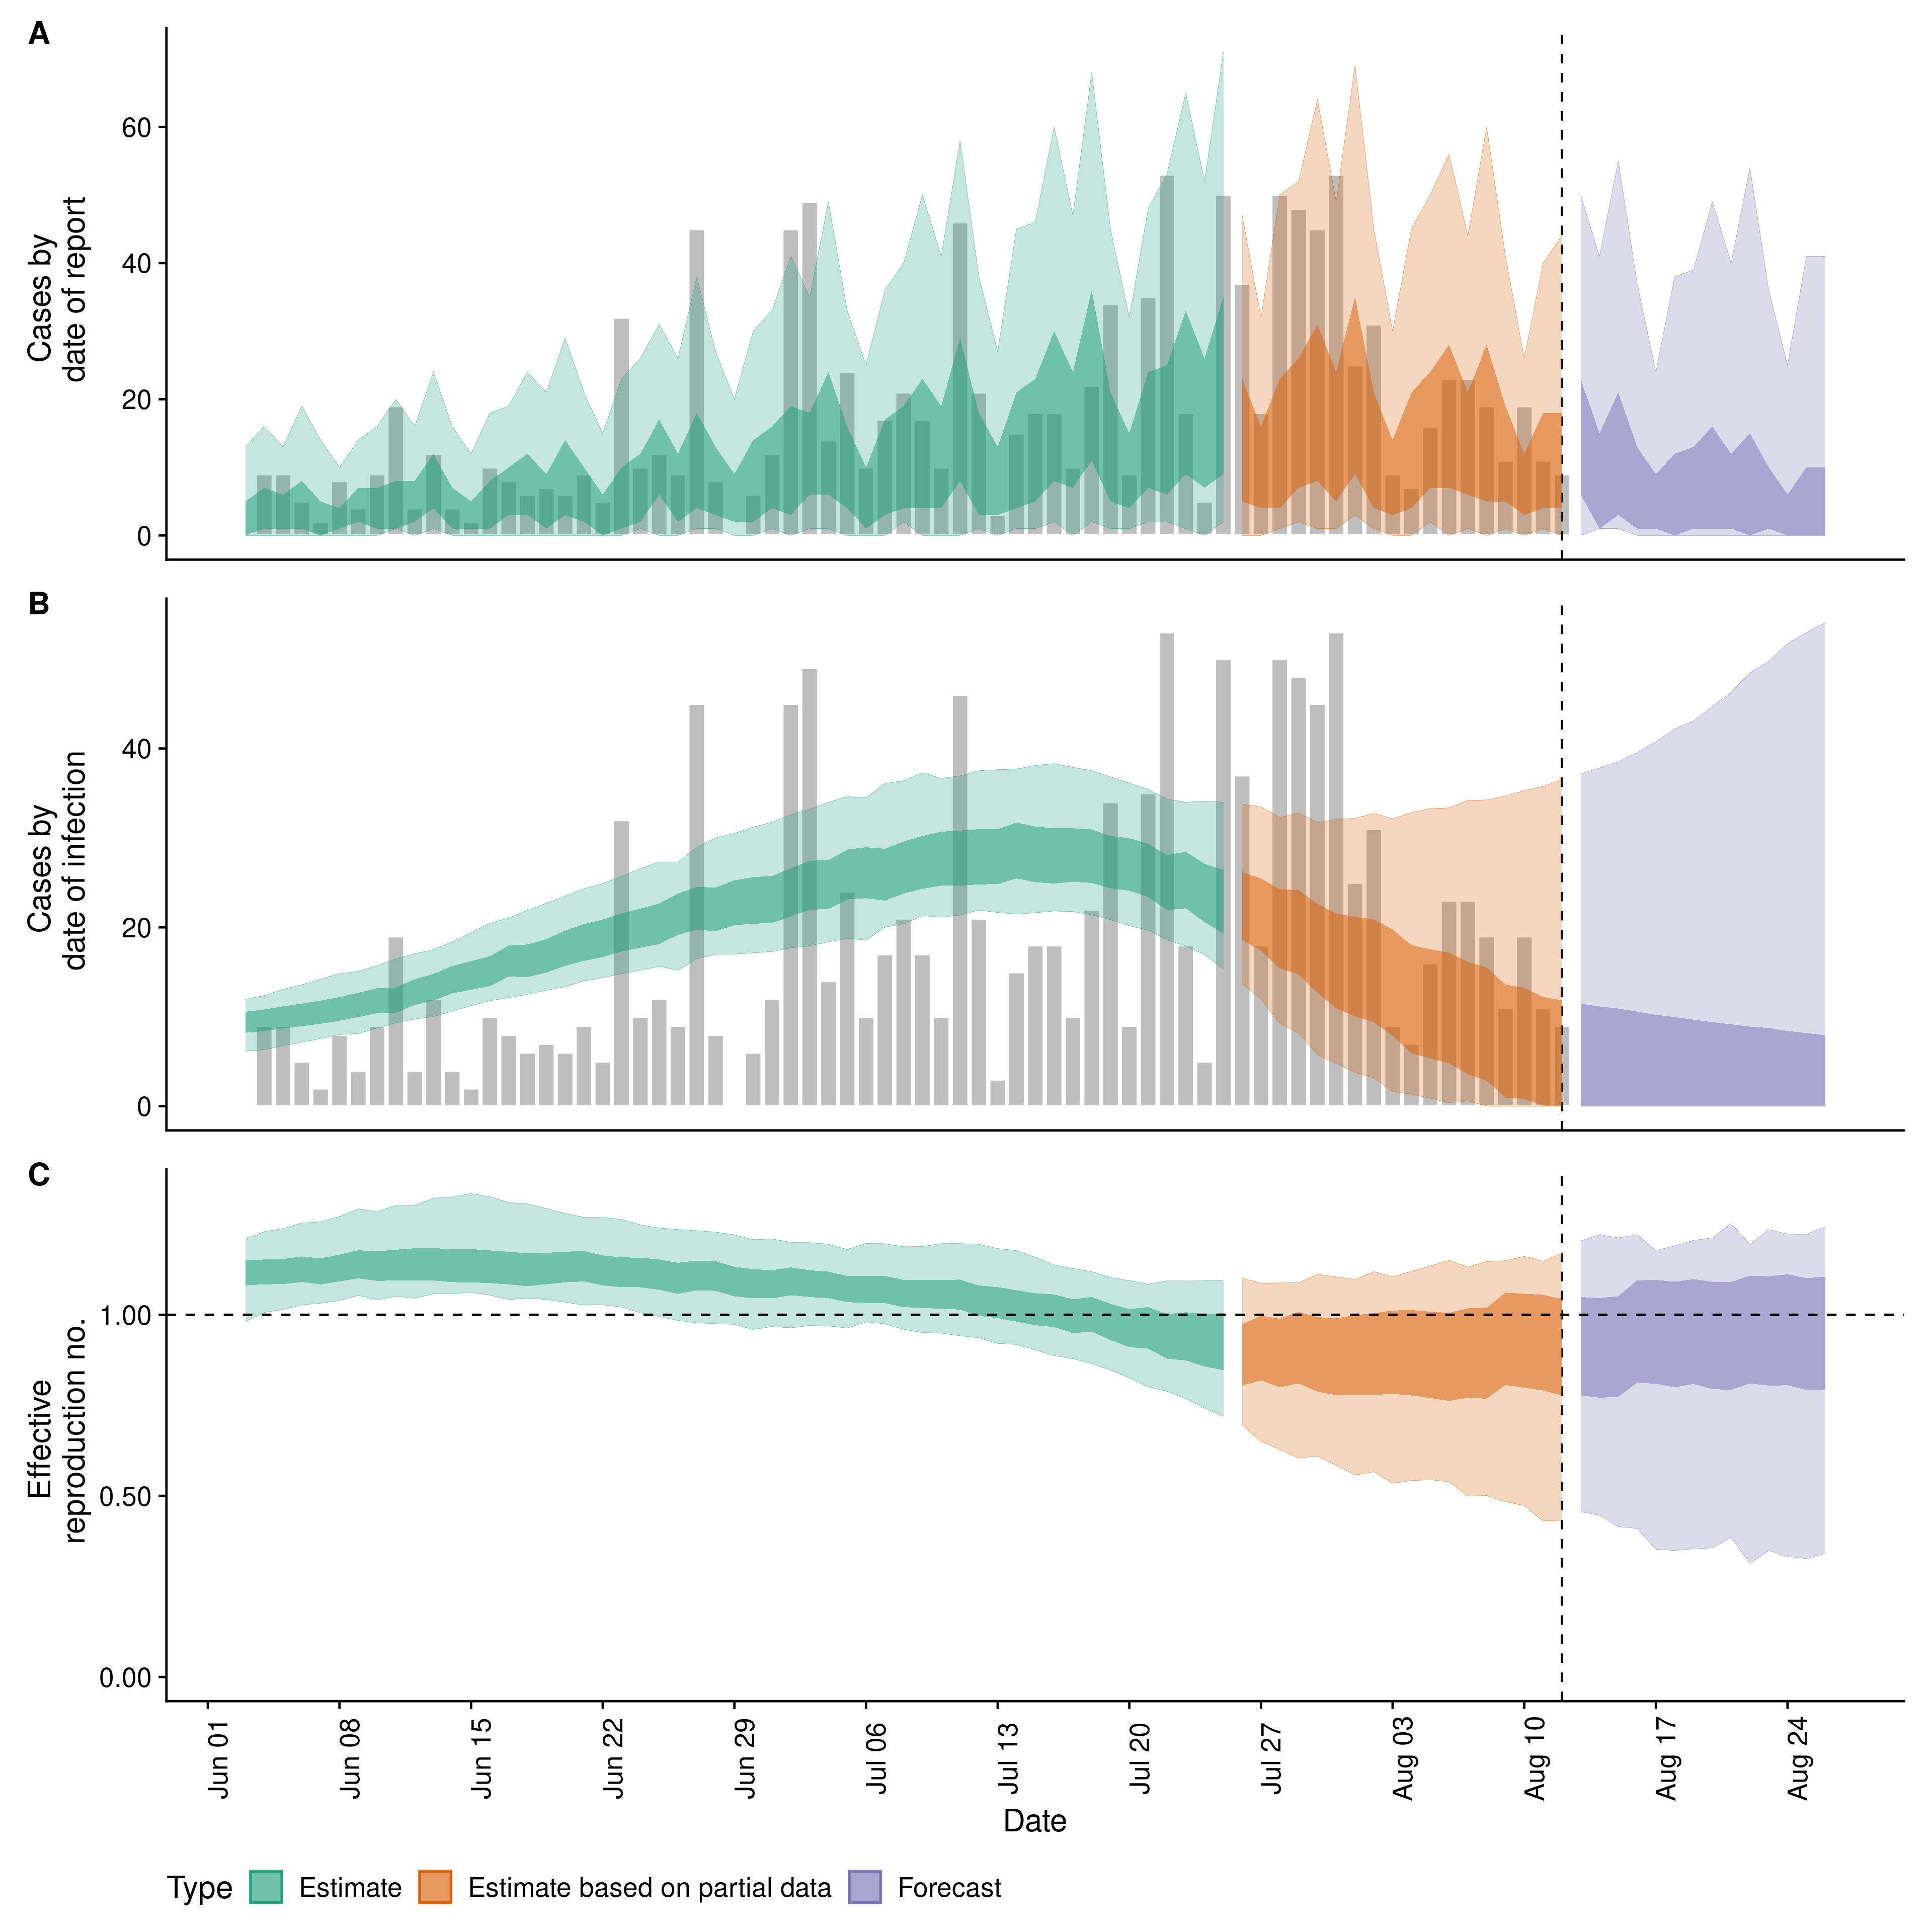 A
Cases by
date of report
60
40
20
0
B
Cases by
date of infection
40
20
0
C
Effective
reproduction no.
1.00
0.50
0.00
Jun 01
Jun 08
Jun 15
Jun 22
Jun 29
Jul 06
Jul 13
Jul 20
Jul 27
Aug 03
Aug 10
Aug 17
Aug 24
Date
Type Estimate Estimate based on partial data Forecast